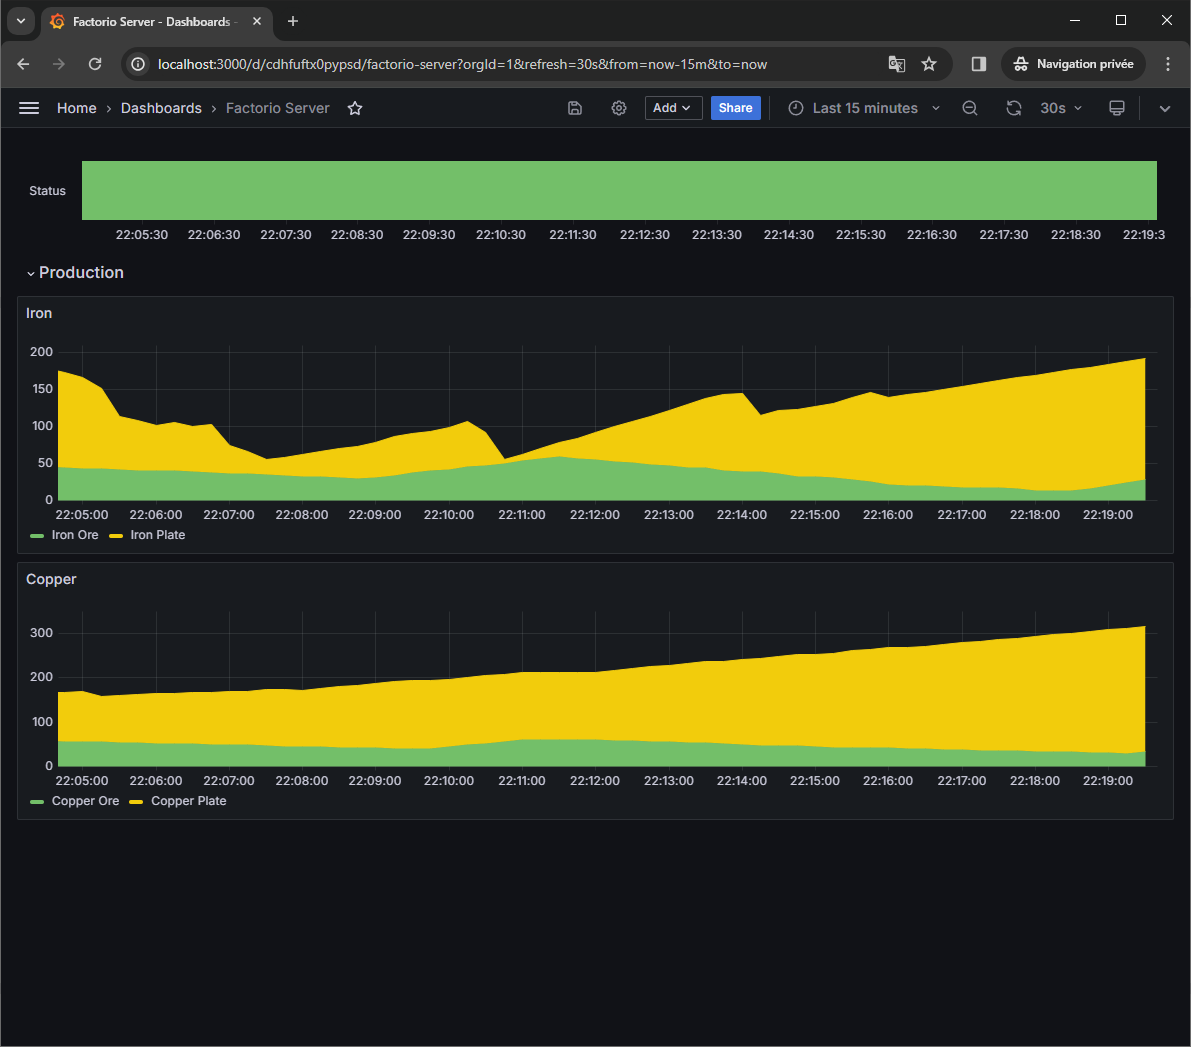 Factorio Server - Dashboards -
localhost:3000/d/cdhfuftx0pypsd/factorio-server?orgId=1&refresh=30s&from=now-15m&to=now
Navigation privée
Home › Dashboards › Factorio Server
Add
Share
Last 15 minutes
30s
Status
22:05:30 22:06:30 22:07:30 22:08:30 22:09:30 22:10:30 22:11:30 22:12:30 22:13:30 22:14:30 22:15:30 22:16:30 22:17:30 22:18:30 22:19:3
Production
Iron
200
150
100
50
0
22:05:00 22:06:00 22:07:00 22:08:00 22:09:00 22:10:00 22:11:00 22:12:00 22:13:00 22:14:00 22:15:00 22:16:00 22:17:00 22:18:00 22:19:00
Iron Ore Iron Plate
Copper
300
200
100
0
22:05:00 22:06:00 22:07:00 22:08:00 22:09:00 22:10:00 22:11:00 22:12:00 22:13:00 22:14:00 22:15:00 22:16:00 22:17:00 22:18:00 22:19:00
Copper Ore Copper Plate